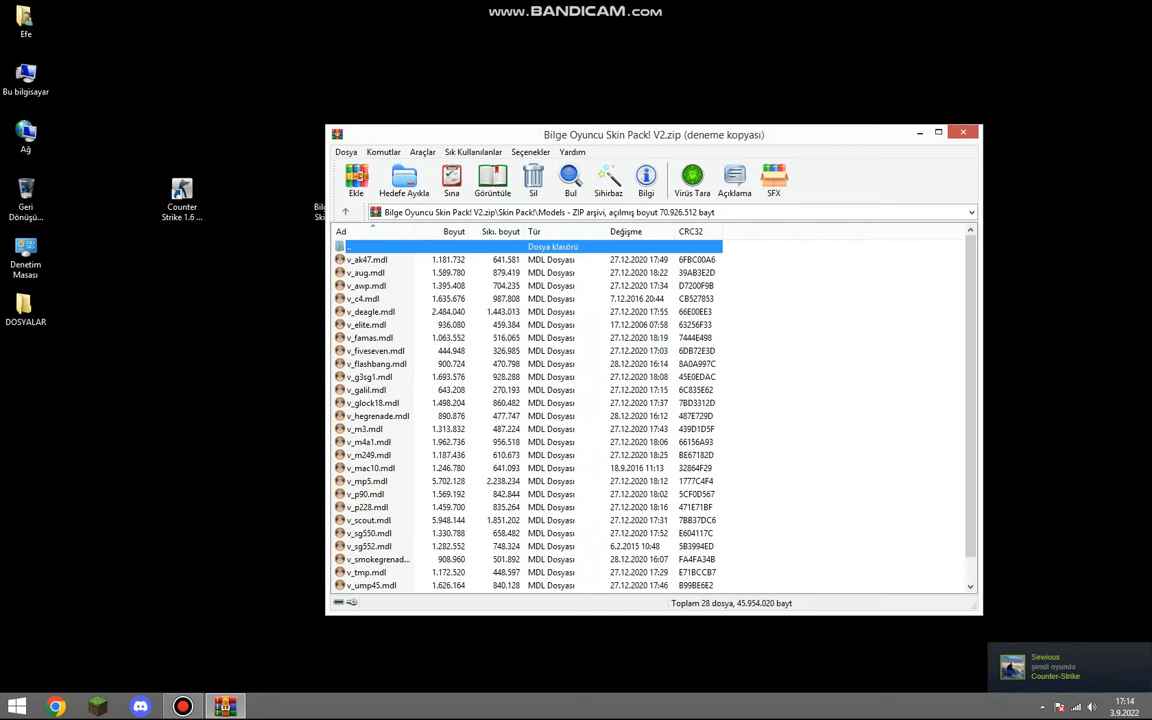 www.BANDICAM.com
Efe
Bu bilgisayar
Ağ
Geri
Dönüşü...
Denetim
Masası
DOSYALAR
Counter
Strike 1.6 ...
Bilge Oyuncu Skin Pack! V2.zip (deneme kopyası)
Dosya Komutlar Araçlar Sık Kullanılanlar Seçenekler Yardım
Ekle Hedefe Ayıkla Sına Görüntüle Sil Bul Sihirbaz Bilgi Virüs Tara Açıklama SFX
Bilge Oyuncu Skin Pack! V2.zip\Skin Pack!\Models - ZIP arşivi, açılmış boyut 70.926.512 bayt
Ad Boyut Sıkı. boyut Tür Değişme CRC32
.. Dosya klasörü
v_ak47.mdl 1.181.732 641.581 MDL Dosyası 27.12.2020 17:49 6FBC00A6
v_aug.mdl 1.589.780 879.419 MDL Dosyası 27.12.2020 18:22 39AB3E2D
v_awp.mdl 1.395.408 704.235 MDL Dosyası 27.12.2020 17:34 D7200F9B
v_c4.mdl 1.635.676 987.808 MDL Dosyası 7.12.2016 20:44 CB527853
v_deagle.mdl 2.484.040 1.443.013 MDL Dosyası 27.12.2020 17:55 66E00EE3
v_elite.mdl 936.080 459.384 MDL Dosyası 17.12.2006 07:58 63256F33
v_famas.mdl 1.063.552 516.065 MDL Dosyası 27.12.2020 18:19 7444E498
v_fiveseven.mdl 444.948 326.985 MDL Dosyası 27.12.2020 17:03 6DB72E3D
v_flashbang.mdl 900.724 470.798 MDL Dosyası 28.12.2020 16:14 8A0A997C
v_g3sg1.mdl 1.693.576 928.288 MDL Dosyası 27.12.2020 18:08 45E0EDAC
v_galil.mdl 643.208 270.193 MDL Dosyası 27.12.2020 17:15 6C835E62
v_glock18.mdl 1.498.204 860.482 MDL Dosyası 27.12.2020 17:37 7BD3312D
v_hegrenade.mdl 890.876 477.747 MDL Dosyası 28.12.2020 16:12 487E729D
v_m3.mdl 1.313.832 487.224 MDL Dosyası 27.12.2020 17:43 439D1D5F
v_m4a1.mdl 1.962.736 956.518 MDL Dosyası 27.12.2020 18:06 66156A93
v_m249.mdl 1.187.436 610.673 MDL Dosyası 27.12.2020 18:25 BE67182D
v_mac10.mdl 1.246.780 641.093 MDL Dosyası 18.9.2016 11:13 32864F29
v_mp5.mdl 5.702.128 2.238.234 MDL Dosyası 27.12.2020 18:12 1777C4F4
v_p90.mdl 1.569.192 842.844 MDL Dosyası 27.12.2020 18:02 5CF0D567
v_p228.mdl 1.459.700 835.264 MDL Dosyası 27.12.2020 18:16 471E71BF
v_scout.mdl 5.948.144 1.851.202 MDL Dosyası 27.12.2020 17:31 7BB37DC6
v_sg550.mdl 1.330.788 658.482 MDL Dosyası 27.12.2020 17:52 E604117C
v_sg552.mdl 1.282.552 748.324 MDL Dosyası 6.2.2015 10:48 5B3994ED
v_smokegrenad... 908.960 501.892 MDL Dosyası 28.12.2020 16:07 FA4FA34B
v_tmp.mdl 1.172.520 448.597 MDL Dosyası 27.12.2020 17:29 E71BCCB7
v_ump45.mdl 1.626.164 840.128 MDL Dosyası 27.12.2020 17:46 B99BE6E2
Toplam 28 dosya, 45.954.020 bayt
Sewious
şimdi oyunda
Counter-Strike
17:14
3.9.2022